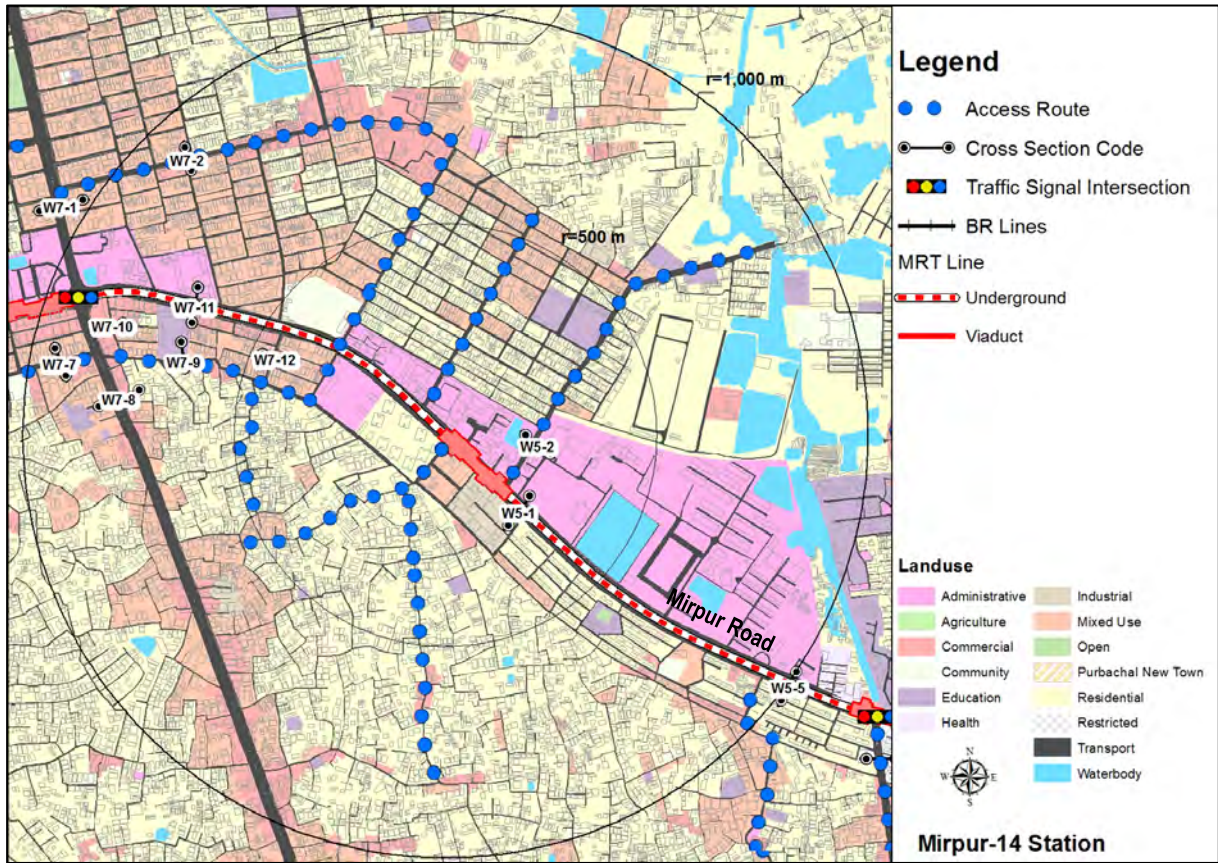 r=1,000 m
r=500 m
W7-2
W7-1
W7-11
W7-10
W7-9
W7-12
W7-7
W7-8
W5-2
W5-1
Mirpur Road
W5-5
Legend
Access Route
Cross Section Code
Traffic Signal Intersection
BR Lines
MRT Line
Underground
Viaduct
Landuse
Administrative
Agriculture
Commercial
Community
Education
Health
Industrial
Mixed Use
Open
Purbachal New Town
Residential
Restricted
Transport
Waterbody
N
W E
S
Mirpur-14 Station